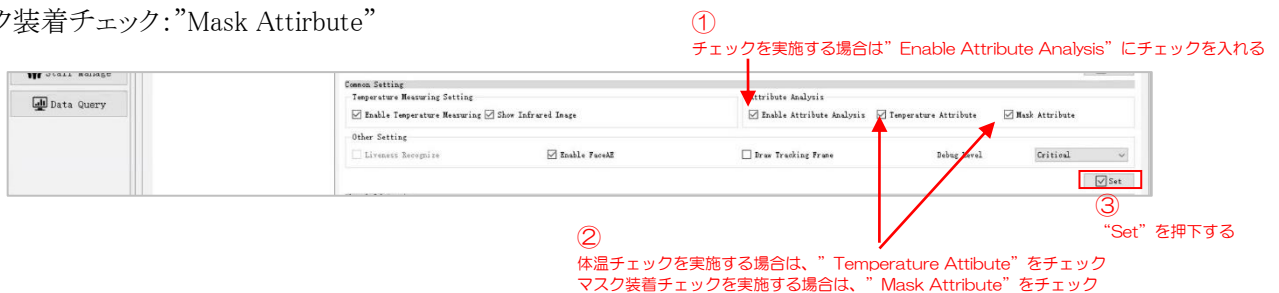 ク装着チェック：”Mask Attirbute”
①
チェックを実施する場合は”Enable Attribute Analysis”にチェックを入れる
Staff Manage
Data Query
Common Setting
Temperature Measuring Setting
Enable Temperature Measuring Show Infrared Image
Attribute Analysis
Enable Attribute Analysis Temperature Attribute Mask Attribute
Other Setting
Liveness Recognize Enable FaceAE Draw Tracking Frame Debug Level Critical
Set
③
“Set”を押下する
②
体温チェックを実施する場合は、”Temperature Attibute”をチェック
マスク装着チェックを実施する場合は、”Mask Attribute”をチェック